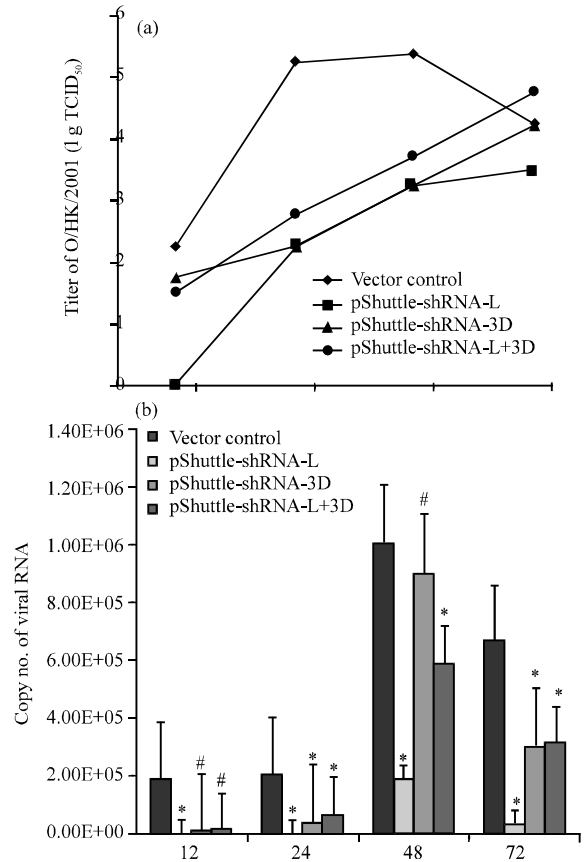 (a)
Titer of O/HK/2001 (1 g TCID₅₀)
6
5
4
3
2
1
0
Vector control
pShuttle-shRNA-L
pShuttle-shRNA-3D
pShuttle-shRNA-L+3D
(b)
Copy no. of viral RNA
1.40E+06
1.20E+06
1.00E+06
8.00E+05
6.00E+05
4.00E+05
2.00E+05
0.00E+00
Vector control
pShuttle-shRNA-L
pShuttle-shRNA-3D
pShuttle-shRNA-L+3D
* # #
* * *
* # *
* * *
12 24 48 72